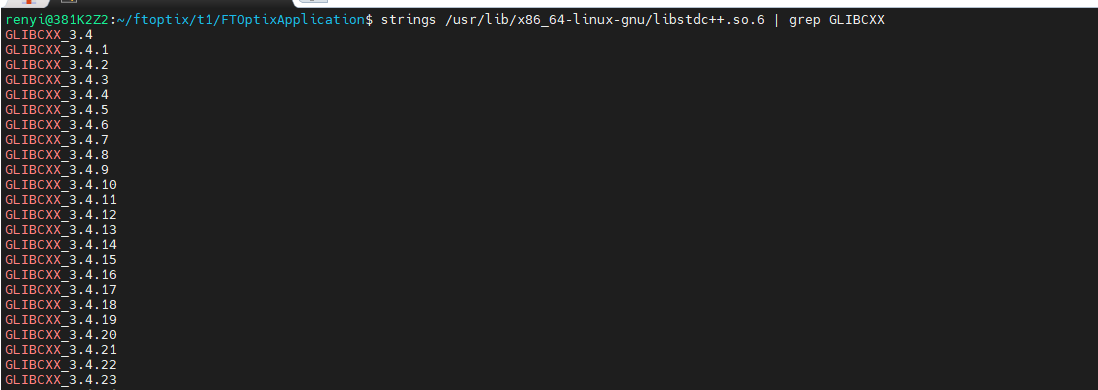 renyi@381K2Z2:~/ftoptix/t1/FTOptixApplication$ strings /usr/lib/x86_64-linux-gnu/libstdc++.so.6 | grep GLIBCXX
GLIBCXX_3.4
GLIBCXX_3.4.1
GLIBCXX_3.4.2
GLIBCXX_3.4.3
GLIBCXX_3.4.4
GLIBCXX_3.4.5
GLIBCXX_3.4.6
GLIBCXX_3.4.7
GLIBCXX_3.4.8
GLIBCXX_3.4.9
GLIBCXX_3.4.10
GLIBCXX_3.4.11
GLIBCXX_3.4.12
GLIBCXX_3.4.13
GLIBCXX_3.4.14
GLIBCXX_3.4.15
GLIBCXX_3.4.16
GLIBCXX_3.4.17
GLIBCXX_3.4.18
GLIBCXX_3.4.19
GLIBCXX_3.4.20
GLIBCXX_3.4.21
GLIBCXX_3.4.22
GLIBCXX_3.4.23